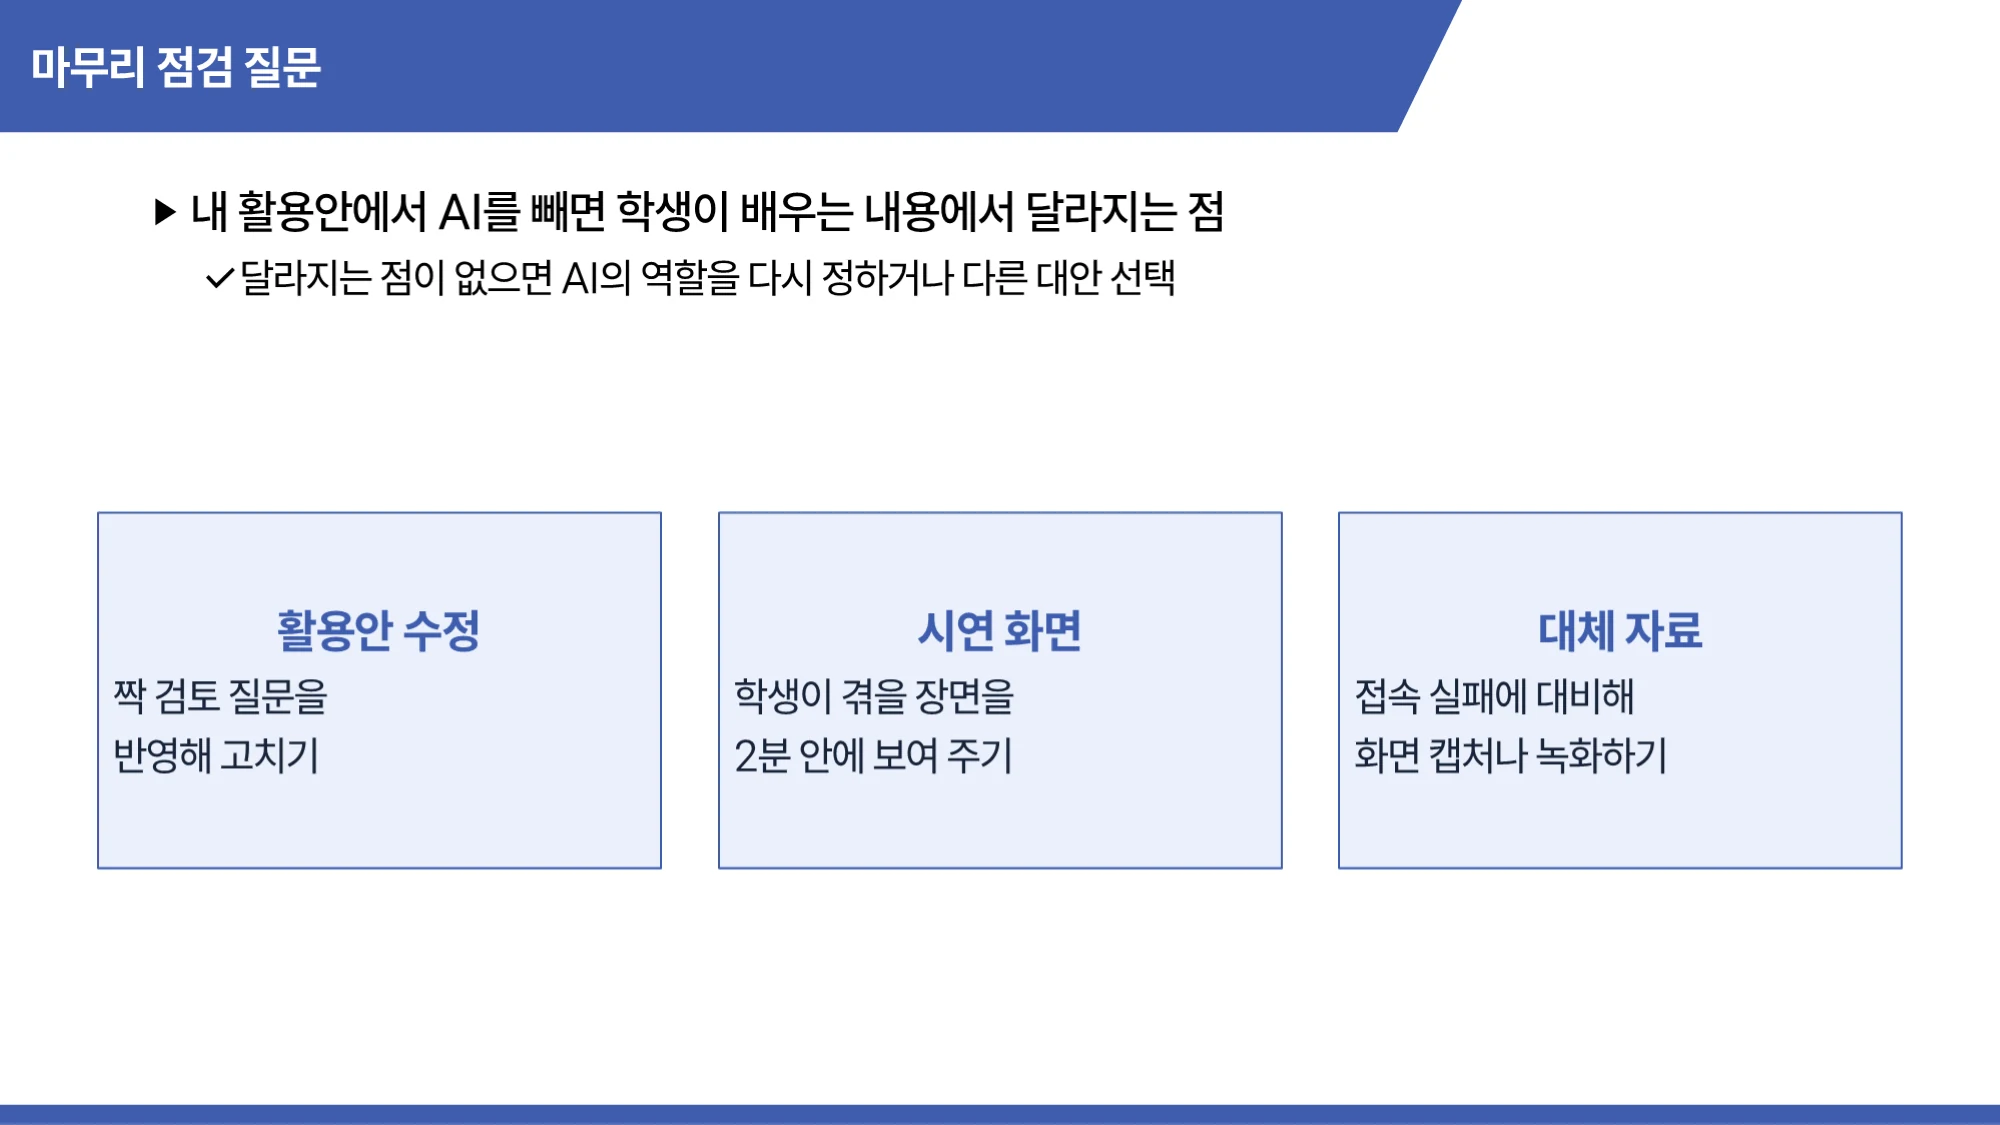 마무리 점검 질문
▶ 내 활용안에서 AI를 빼면 학생이 배우는 내용에서 달라지는 점
✓ 달라지는 점이 없으면 AI의 역할을 다시 정하거나 다른 대안 선택
활용안 수정
짝 검토 질문을
반영해 고치기
시연 화면
학생이 겪을 장면을
2분 안에 보여 주기
대체 자료
접속 실패에 대비해
화면 캡처나 녹화하기